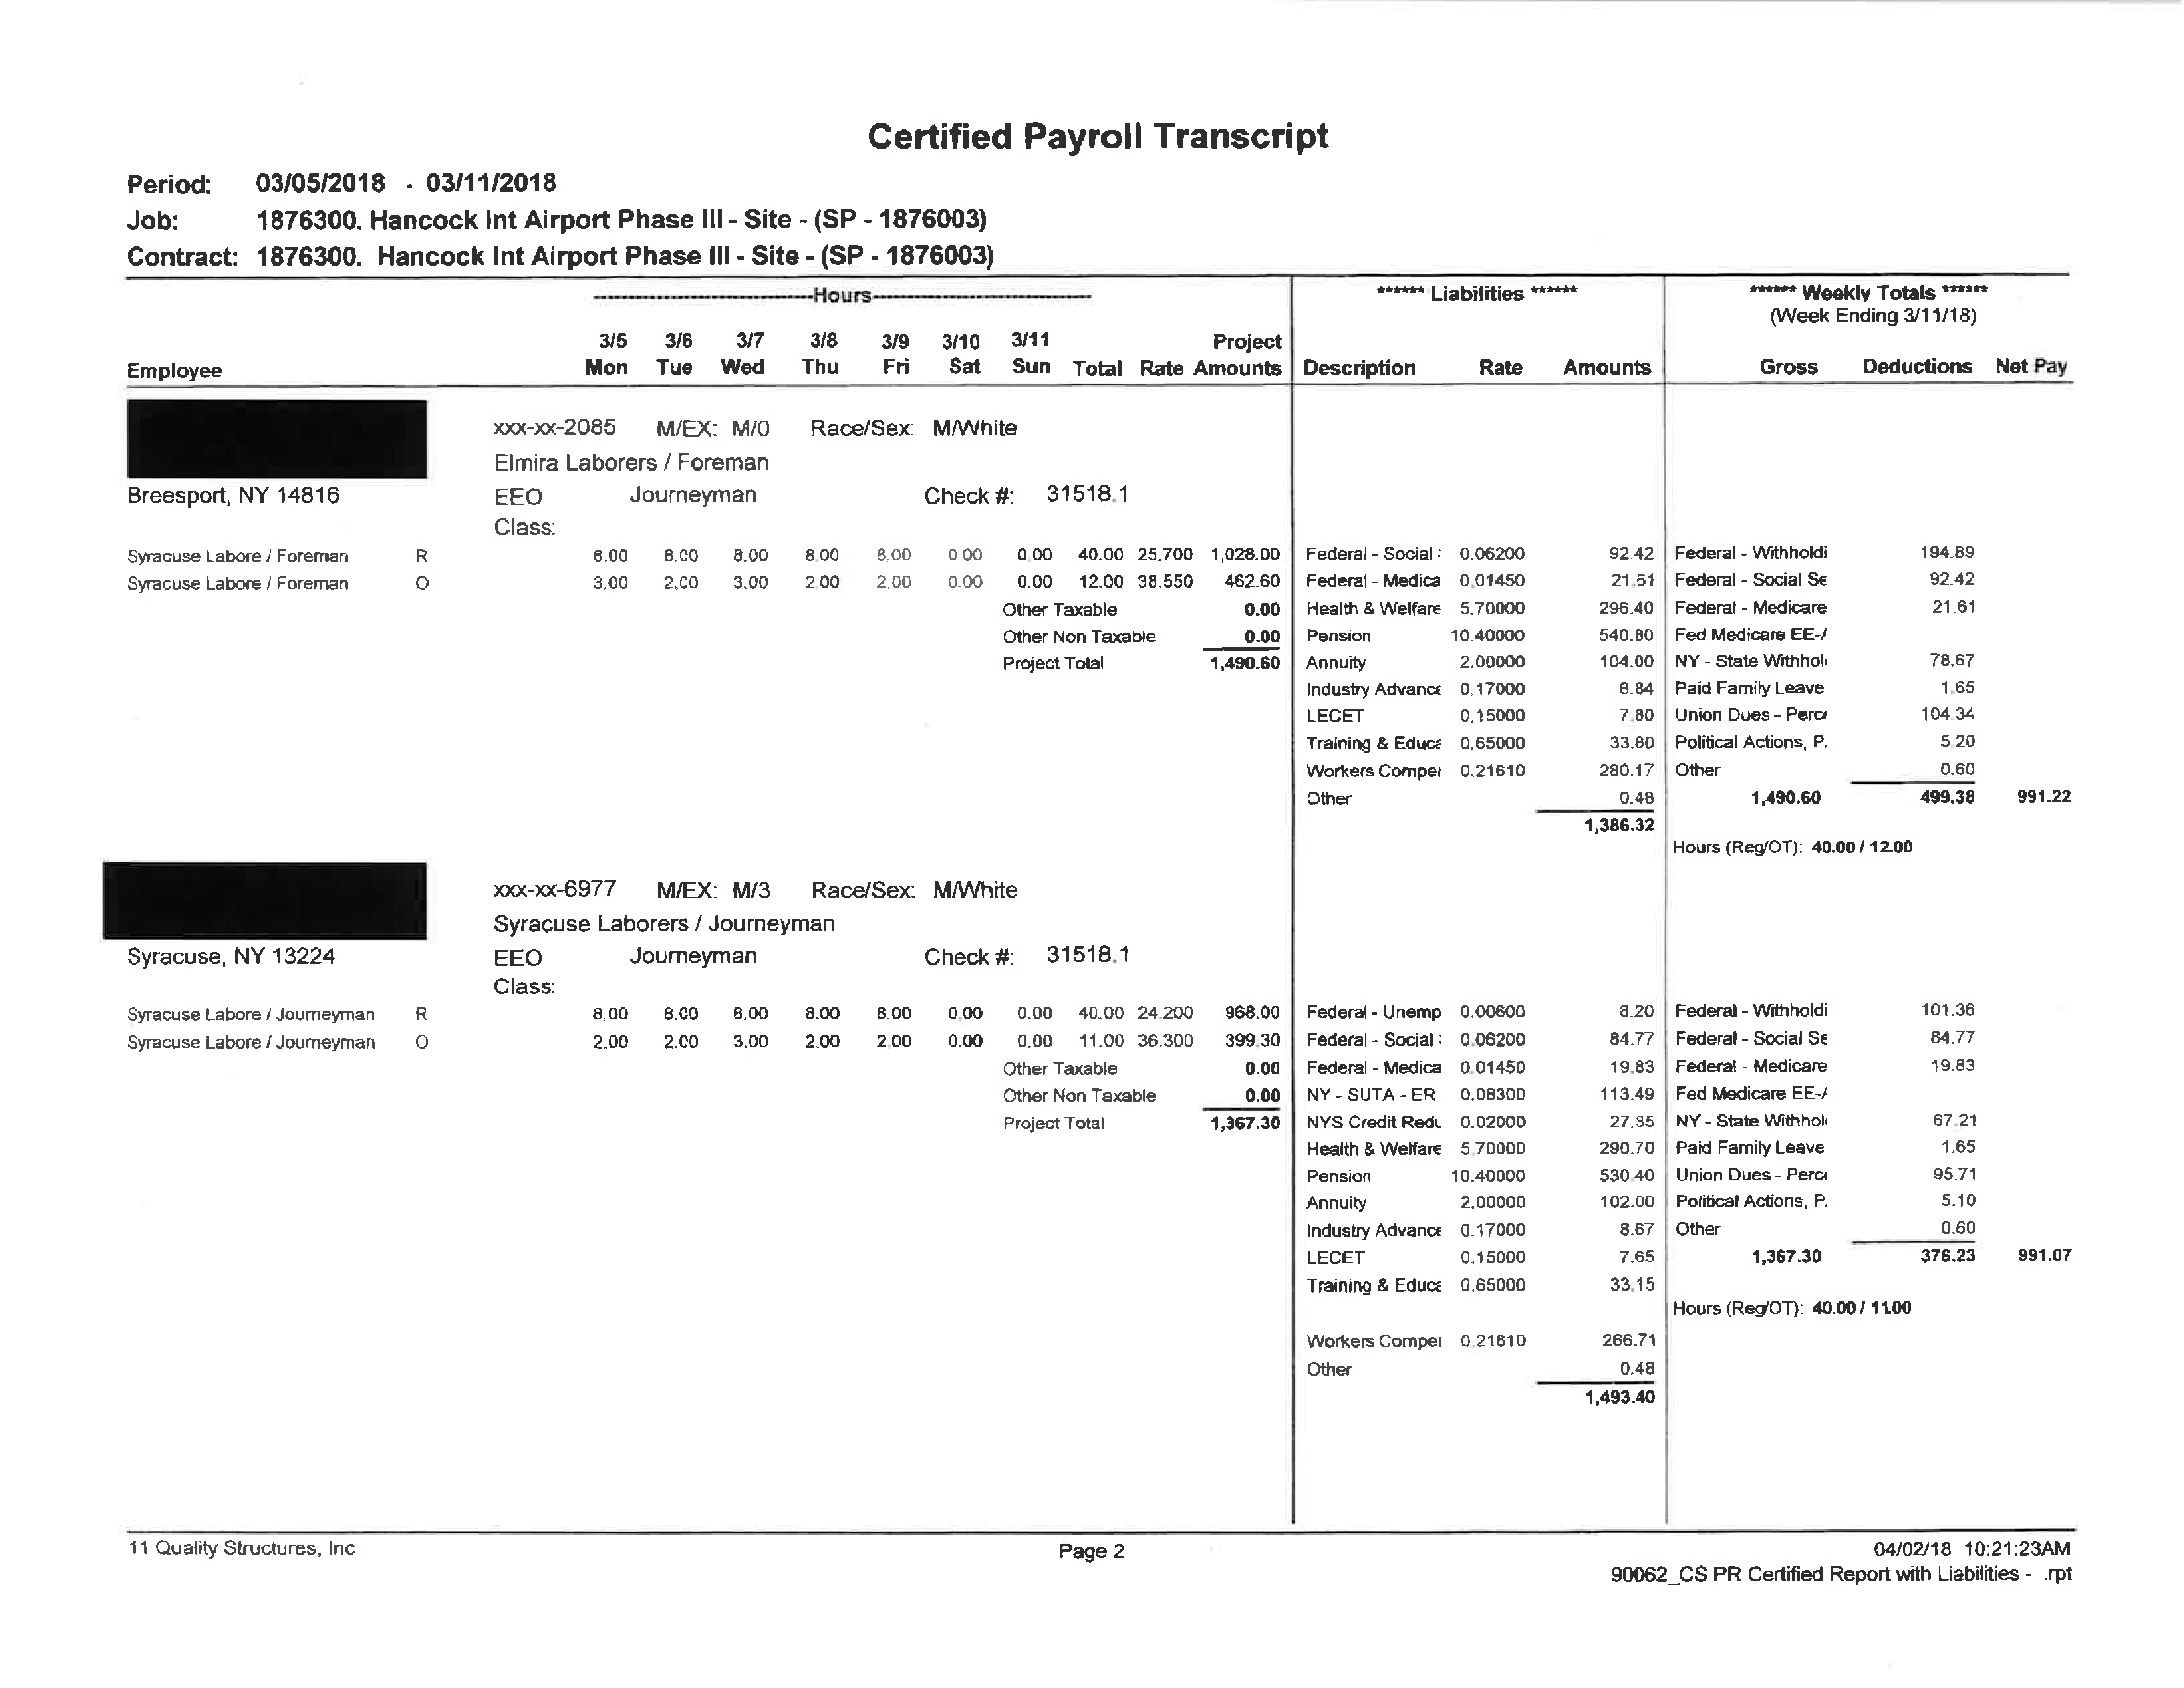 Certified Payroll Transcript
Period: 03/05/2018 - 03/11/2018
Job: 1876300. Hancock Int Airport Phase III - Site - (SP - 1876003)
Contract: 1876300. Hancock Int Airport Phase III - Site - (SP - 1876003)
Hours ****** Liabilities ****** ****** Weekly Totals ******
(Week Ending 3/11/18)
3/5 3/6 3/7 3/8 3/9 3/10 3/11 Project
Employee Mon Tue Wed Thu Fri Sat Sun Total Rate Amounts Description Rate Amounts Gross Deductions Net Pay
xxx-xx-2085 M/EX: M/0 Race/Sex: M/White
Elmira Laborers / Foreman
Breesport, NY 14816 EEO Journeyman Check #: 31518.1
Class:
Syracuse Labore / Foreman R 8.00 8.00 8.00 8.00 8.00 0.00 0.00 40.00 25.700 1,028.00 Federal - Social : 0.06200 92.42 Federal - Withholdi 194.89
Syracuse Labore / Foreman O 3.00 2.00 3.00 2.00 2.00 0.00 0.00 12.00 38.550 462.60 Federal - Medica 0.01450 21.61 Federal - Social Se 92.42
Other Taxable 0.00 Health & Welfare 5.70000 296.40 Federal - Medicare 21.61
Other Non Taxable 0.00 Pension 10.40000 540.80 Fed Medicare EE-/
Project Total 1,490.60 Annuity 2.00000 104.00 NY - State Withhol 78.67
Industry Advance 0.17000 8.84 Paid Family Leave 1.65
LECET 0.15000 7.80 Union Dues - Perc 104.34
Training & Educa 0.65000 33.80 Political Actions, P. 5.20
Workers Compe 0.21610 280.17 Other 0.60
Other 0.48 1,490.60 499.38 991.22
1,386.32
Hours (Reg/OT): 40.00 / 12.00
xxx-xx-6977 M/EX: M/3 Race/Sex: M/White
Syracuse Laborers / Journeyman
Syracuse, NY 13224 EEO Journeyman Check #: 31518.1
Class:
Syracuse Labore / Journeyman R 8.00 8.00 8.00 8.00 8.00 0.00 0.00 40.00 24.200 968.00 Federal - Unemp 0.00600 8.20 Federal - Withholdi 101.36
Syracuse Labore / Journeyman O 2.00 2.00 3.00 2.00 2.00 0.00 0.00 11.00 36.300 399.30 Federal - Social : 0.06200 84.77 Federal - Social Se 84.77
Other Taxable 0.00 Federal - Medica 0.01450 19.83 Federal - Medicare 19.83
Other Non Taxable 0.00 NY - SUTA - ER 0.08300 113.49 Fed Medicare EE-/
Project Total 1,367.30 NYS Credit Redu 0.02000 27.35 NY - State Withhol 67.21
Health & Welfare 5.70000 290.70 Paid Family Leave 1.65
Pension 10.40000 530.40 Union Dues - Perc 95.71
Annuity 2.00000 102.00 Political Actions, P. 5.10
Industry Advance 0.17000 8.67 Other 0.60
LECET 0.15000 7.65 1,367.30 376.23 991.07
Training & Educa 0.65000 33.15
Hours (Reg/OT): 40.00 / 11.00
Workers Compe 0.21610 266.71
Other 0.48
1,493.40
11 Quality Structures, Inc Page 2 04/02/18 10:21:23AM
90062_CS PR Certified Report with Liabilities - .rpt